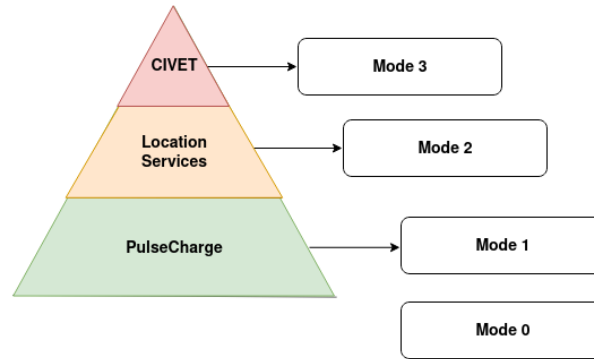 CIVET
Mode 3
Location
Services
Mode 2
PulseCharge
Mode 1
Mode 0